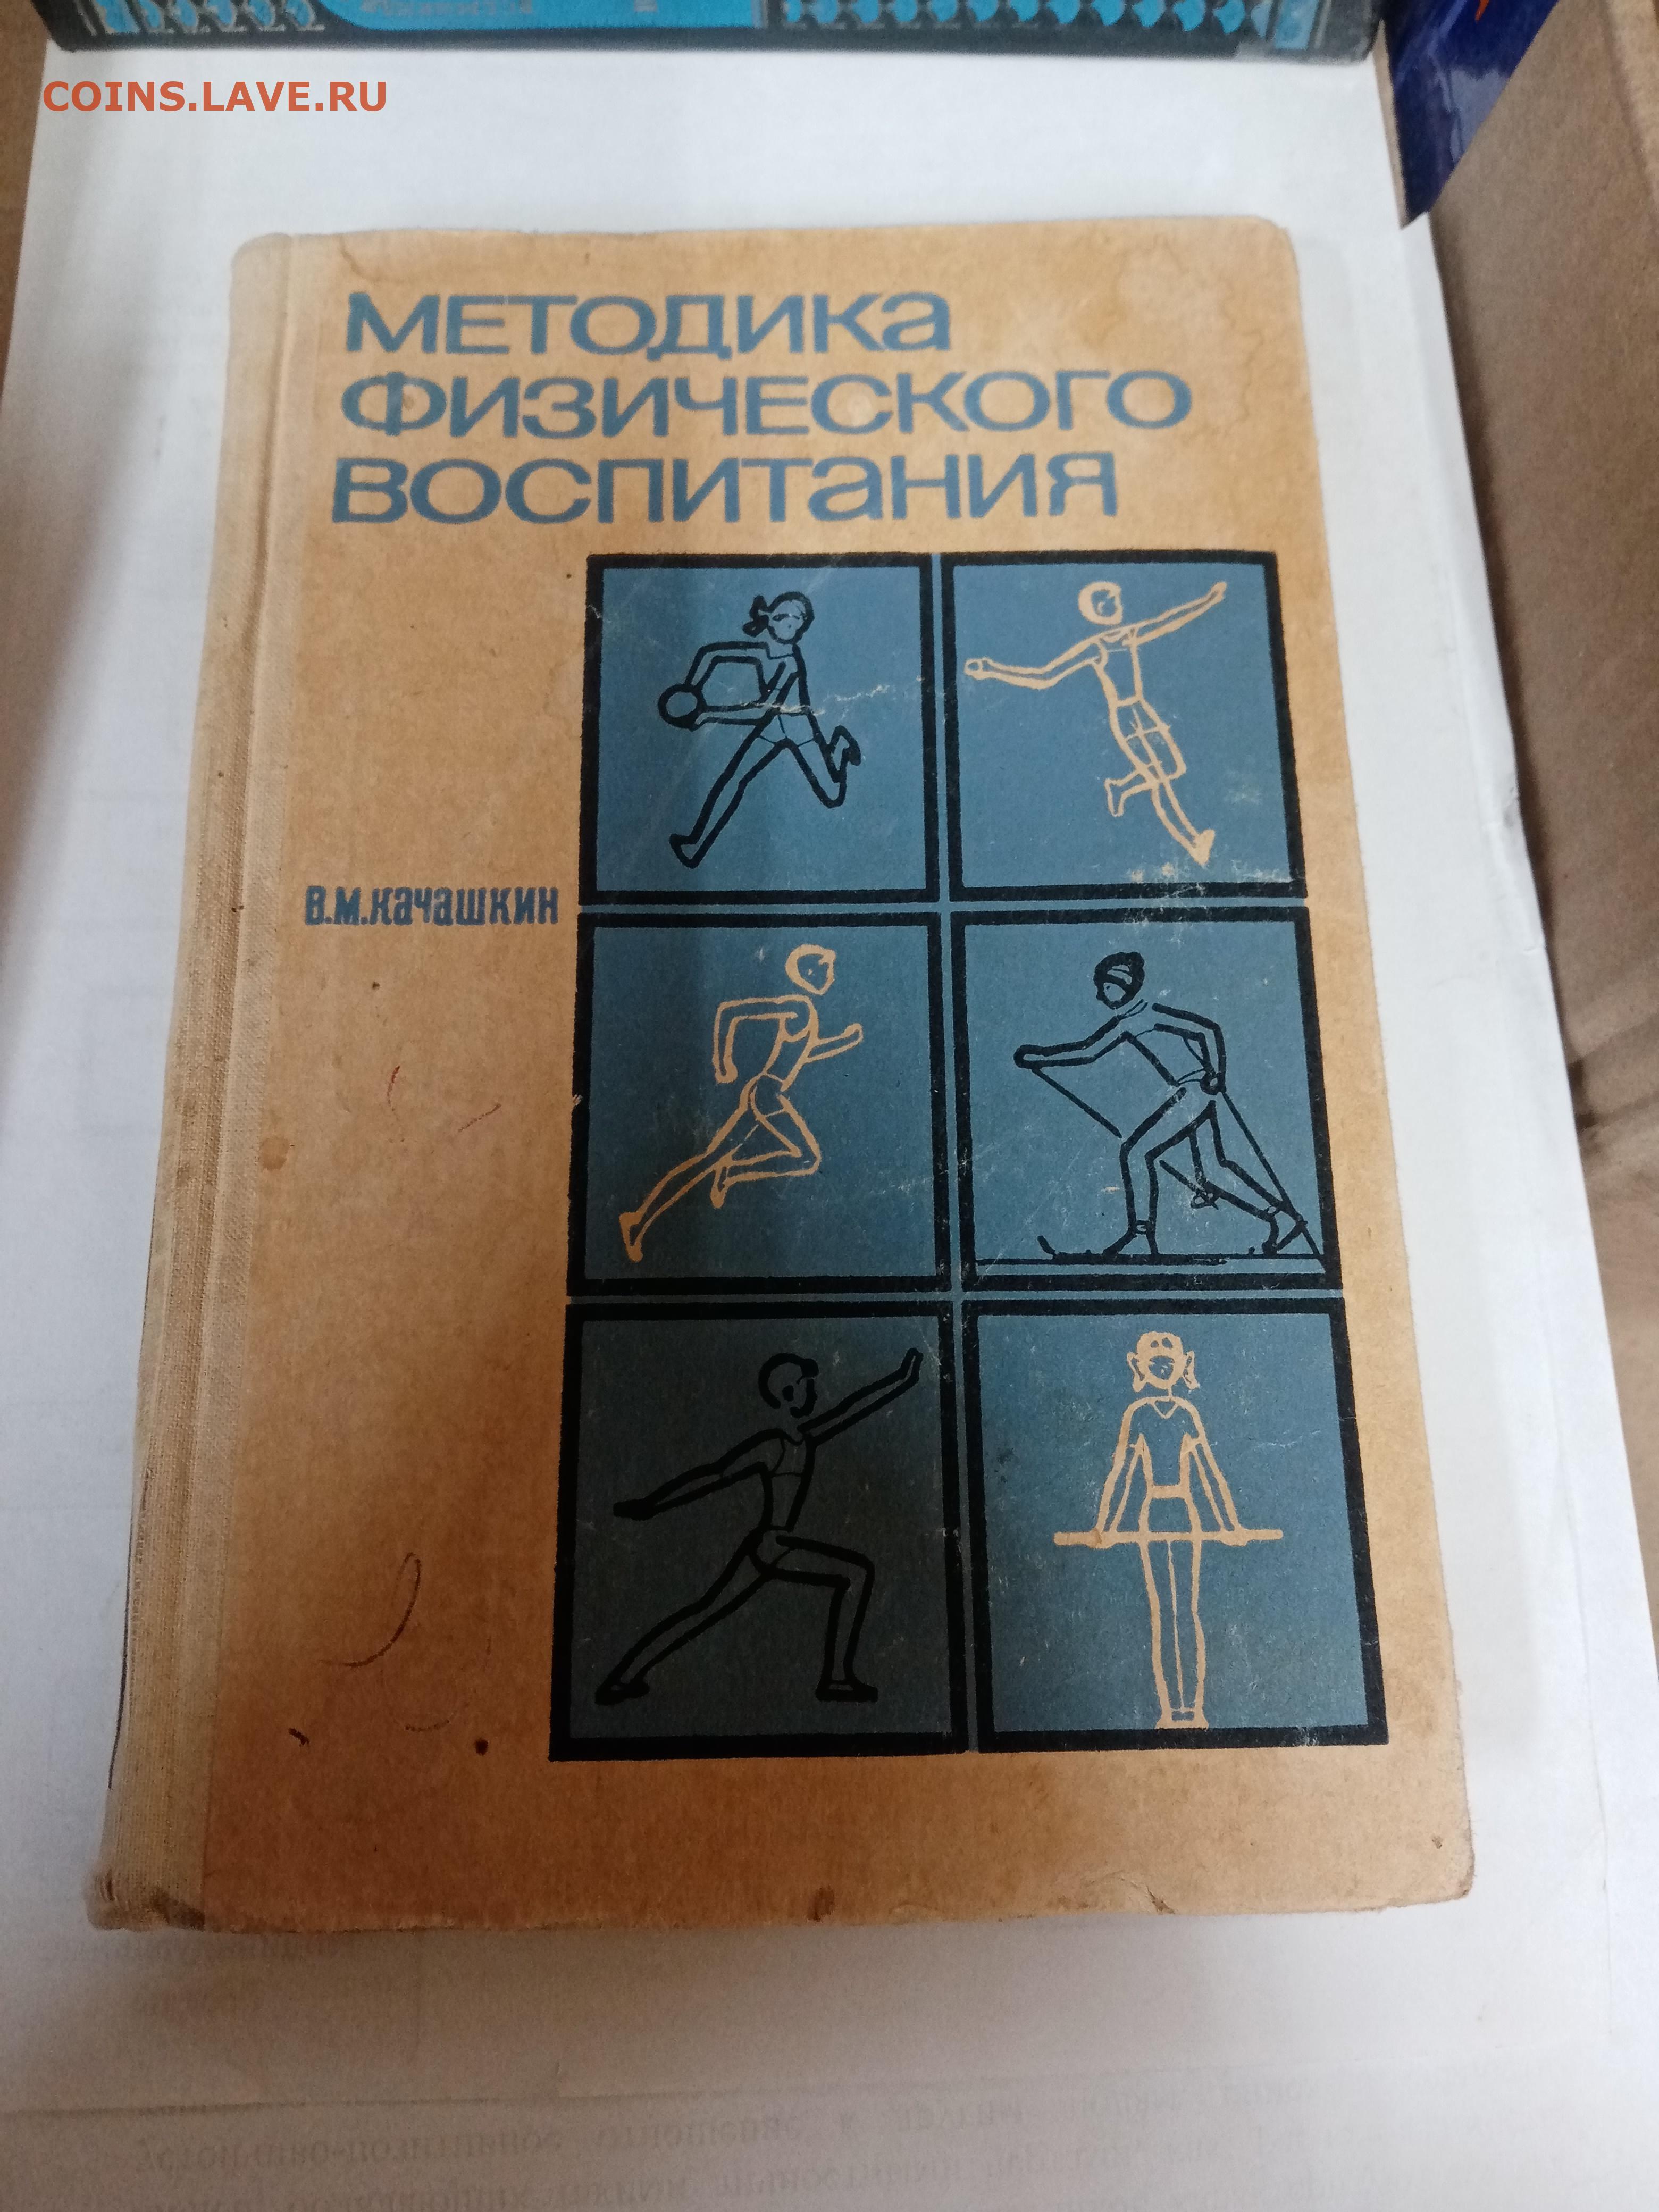 COINS.LAVE.RU
МЕТОДИКА
ФИЗИЧЕСКОГО
ВОСПИТАНИЯ
В.М.КАЧАШКИН